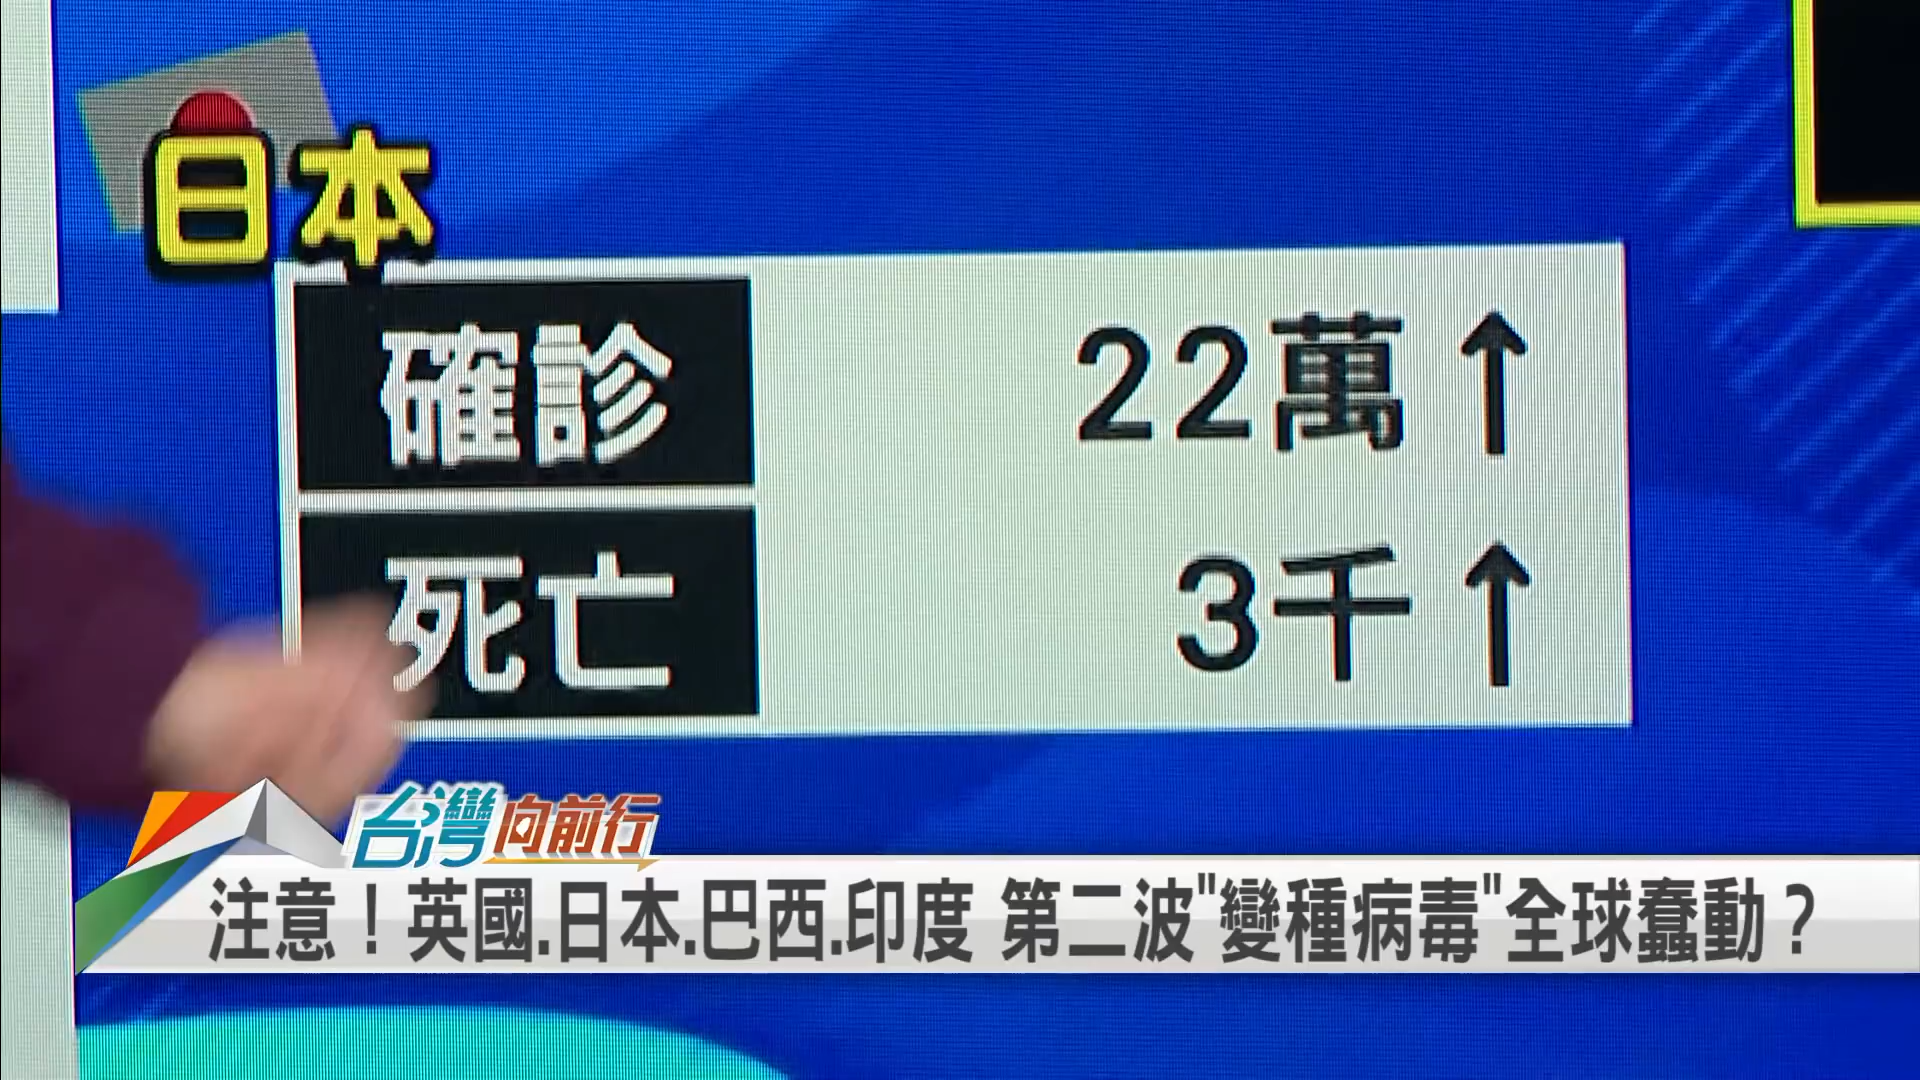 日本
確診 22萬↑
死亡 3千↑
台灣向前行
注意！英國.日本.巴西.印度 第二波"變種病毒"全球蠢動？